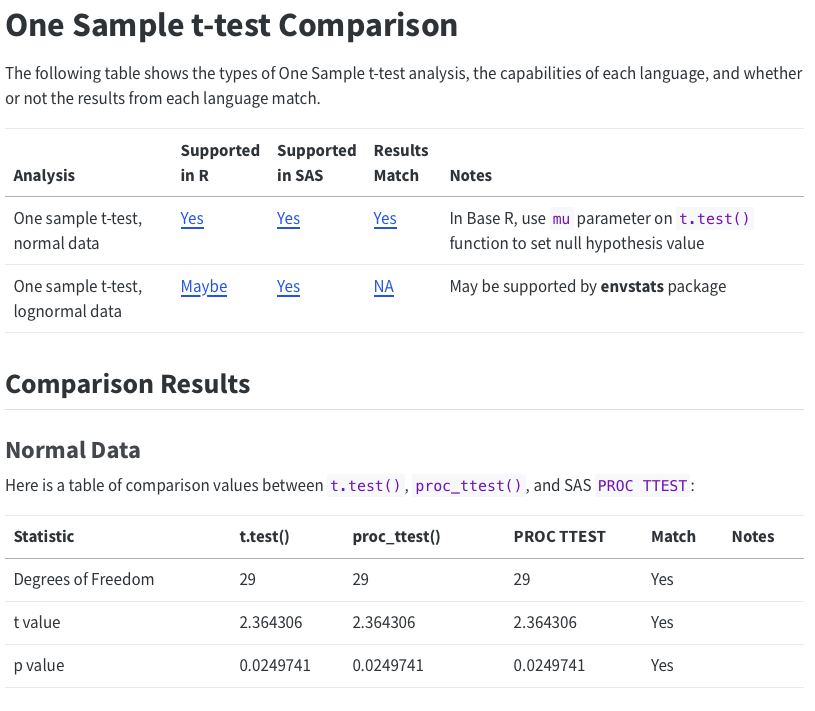 One Sample t-test Comparison
The following table shows the types of One Sample t-test analysis, the capabilities of each language, and whether
or not the results from each language match.
Analysis Supported in R Supported in SAS Results Match Notes
One sample t-test, normal data Yes Yes Yes In Base R, use mu parameter on t.test() function to set null hypothesis value
One sample t-test, lognormal data Maybe Yes NA May be supported by envstats package
Comparison Results
Normal Data
Here is a table of comparison values between t.test(), proc_ttest(), and SAS PROC TTEST:
Statistic t.test() proc_ttest() PROC TTEST Match Notes
Degrees of Freedom 29 29 29 Yes
t value 2.364306 2.364306 2.364306 Yes
p value 0.0249741 0.0249741 0.0249741 Yes